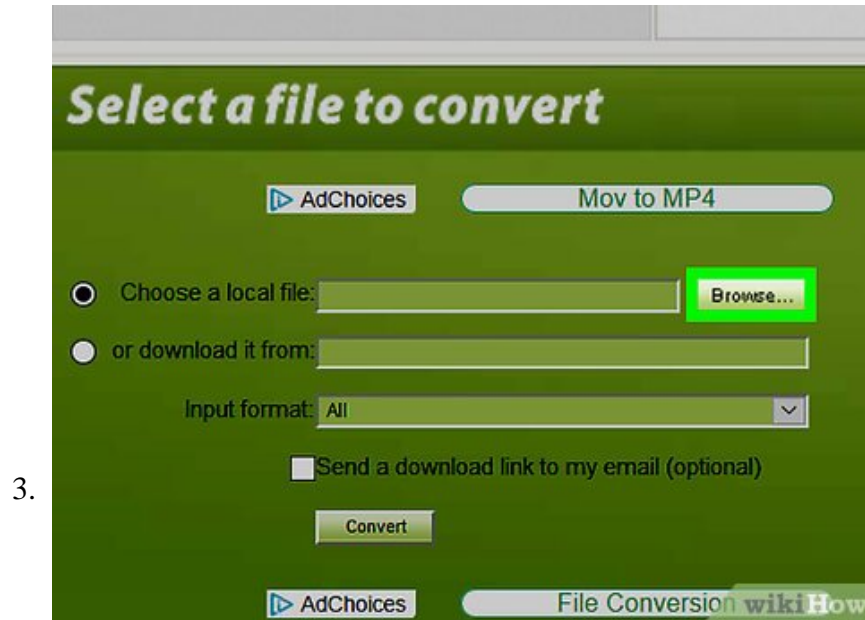 Select a file to convert
AdChoices Mov to MP4
Choose a local file: Browse...
or download it from:
Input format: All
Send a download link to my email (optional)
3.
Convert
AdChoices File Conversion wikiHow